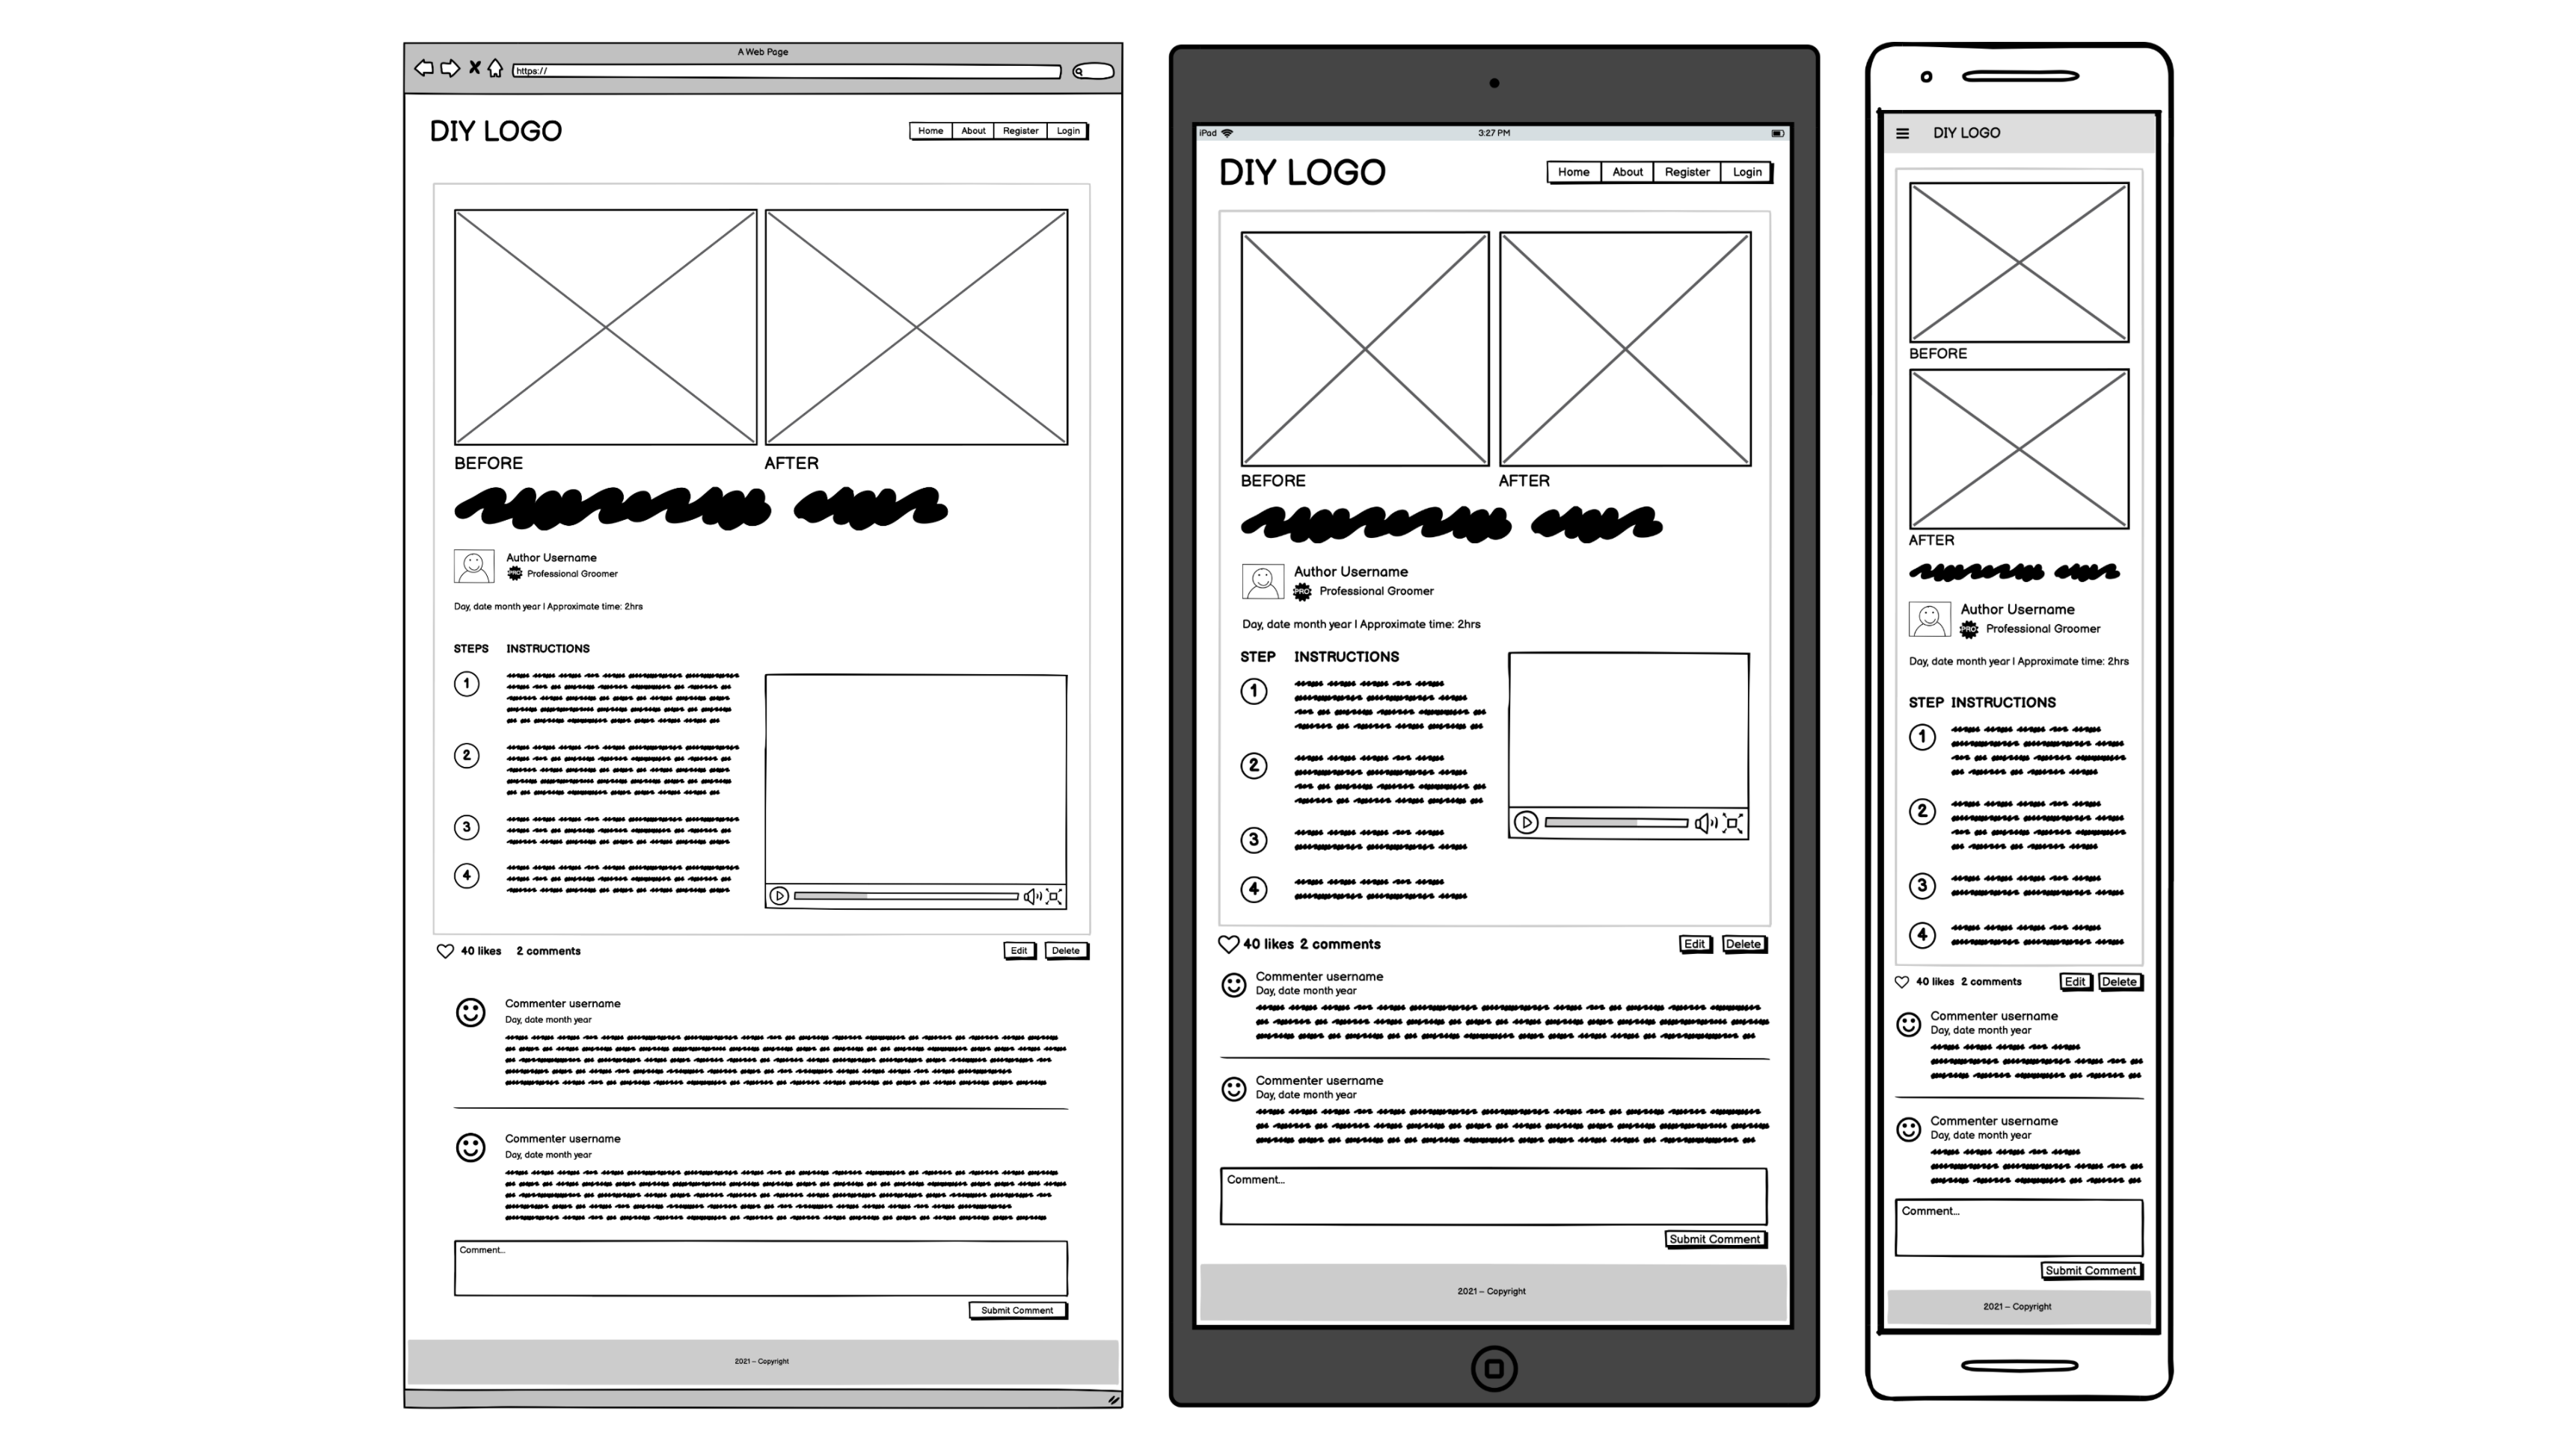 A Web Page
https://
DIY LOGO
Home About Register Login
BEFORE AFTER
Author Username
PRO Professional Groomer
Day, date month year | Approximate time: 2hrs
STEPS INSTRUCTIONS
1
2
3
4
40 likes 2 comments Edit Delete
Commenter username
Day, date month year
Commenter username
Day, date month year
Comment...
Submit Comment
2021 – Copyright
iPad 3:27 PM
DIY LOGO
Home About Register Login
BEFORE AFTER
Author Username
PRO Professional Groomer
Day, date month year | Approximate time: 2hrs
STEP INSTRUCTIONS
1
2
3
4
40 likes 2 comments Edit Delete
Commenter username
Day, date month year
Commenter username
Day, date month year
Comment...
Submit Comment
2021 – Copyright
DIY LOGO
BEFORE
AFTER
Author Username
PRO Professional Groomer
Day, date month year | Approximate time: 2hrs
STEP INSTRUCTIONS
1
2
3
4
40 likes 2 comments Edit Delete
Commenter username
Day, date month year
Commenter username
Day, date month year
Comment...
Submit Comment
2021 – Copyright